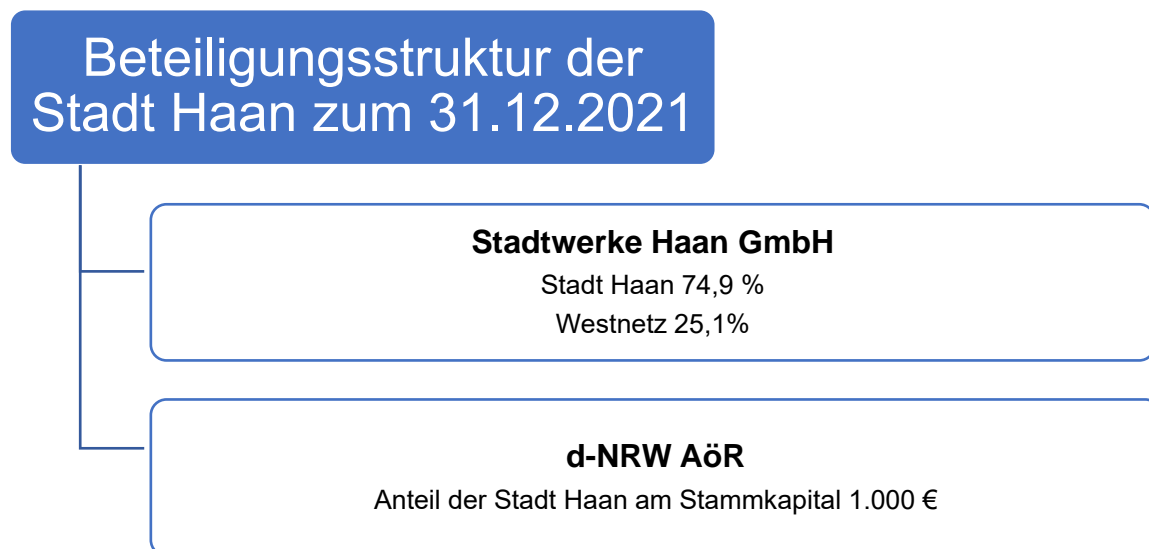 Beteiligungsstruktur der
Stadt Haan zum 31.12.2021
Stadtwerke Haan GmbH
Stadt Haan 74,9 %
Westnetz 25,1%
d-NRW AöR
Anteil der Stadt Haan am Stammkapital 1.000 €